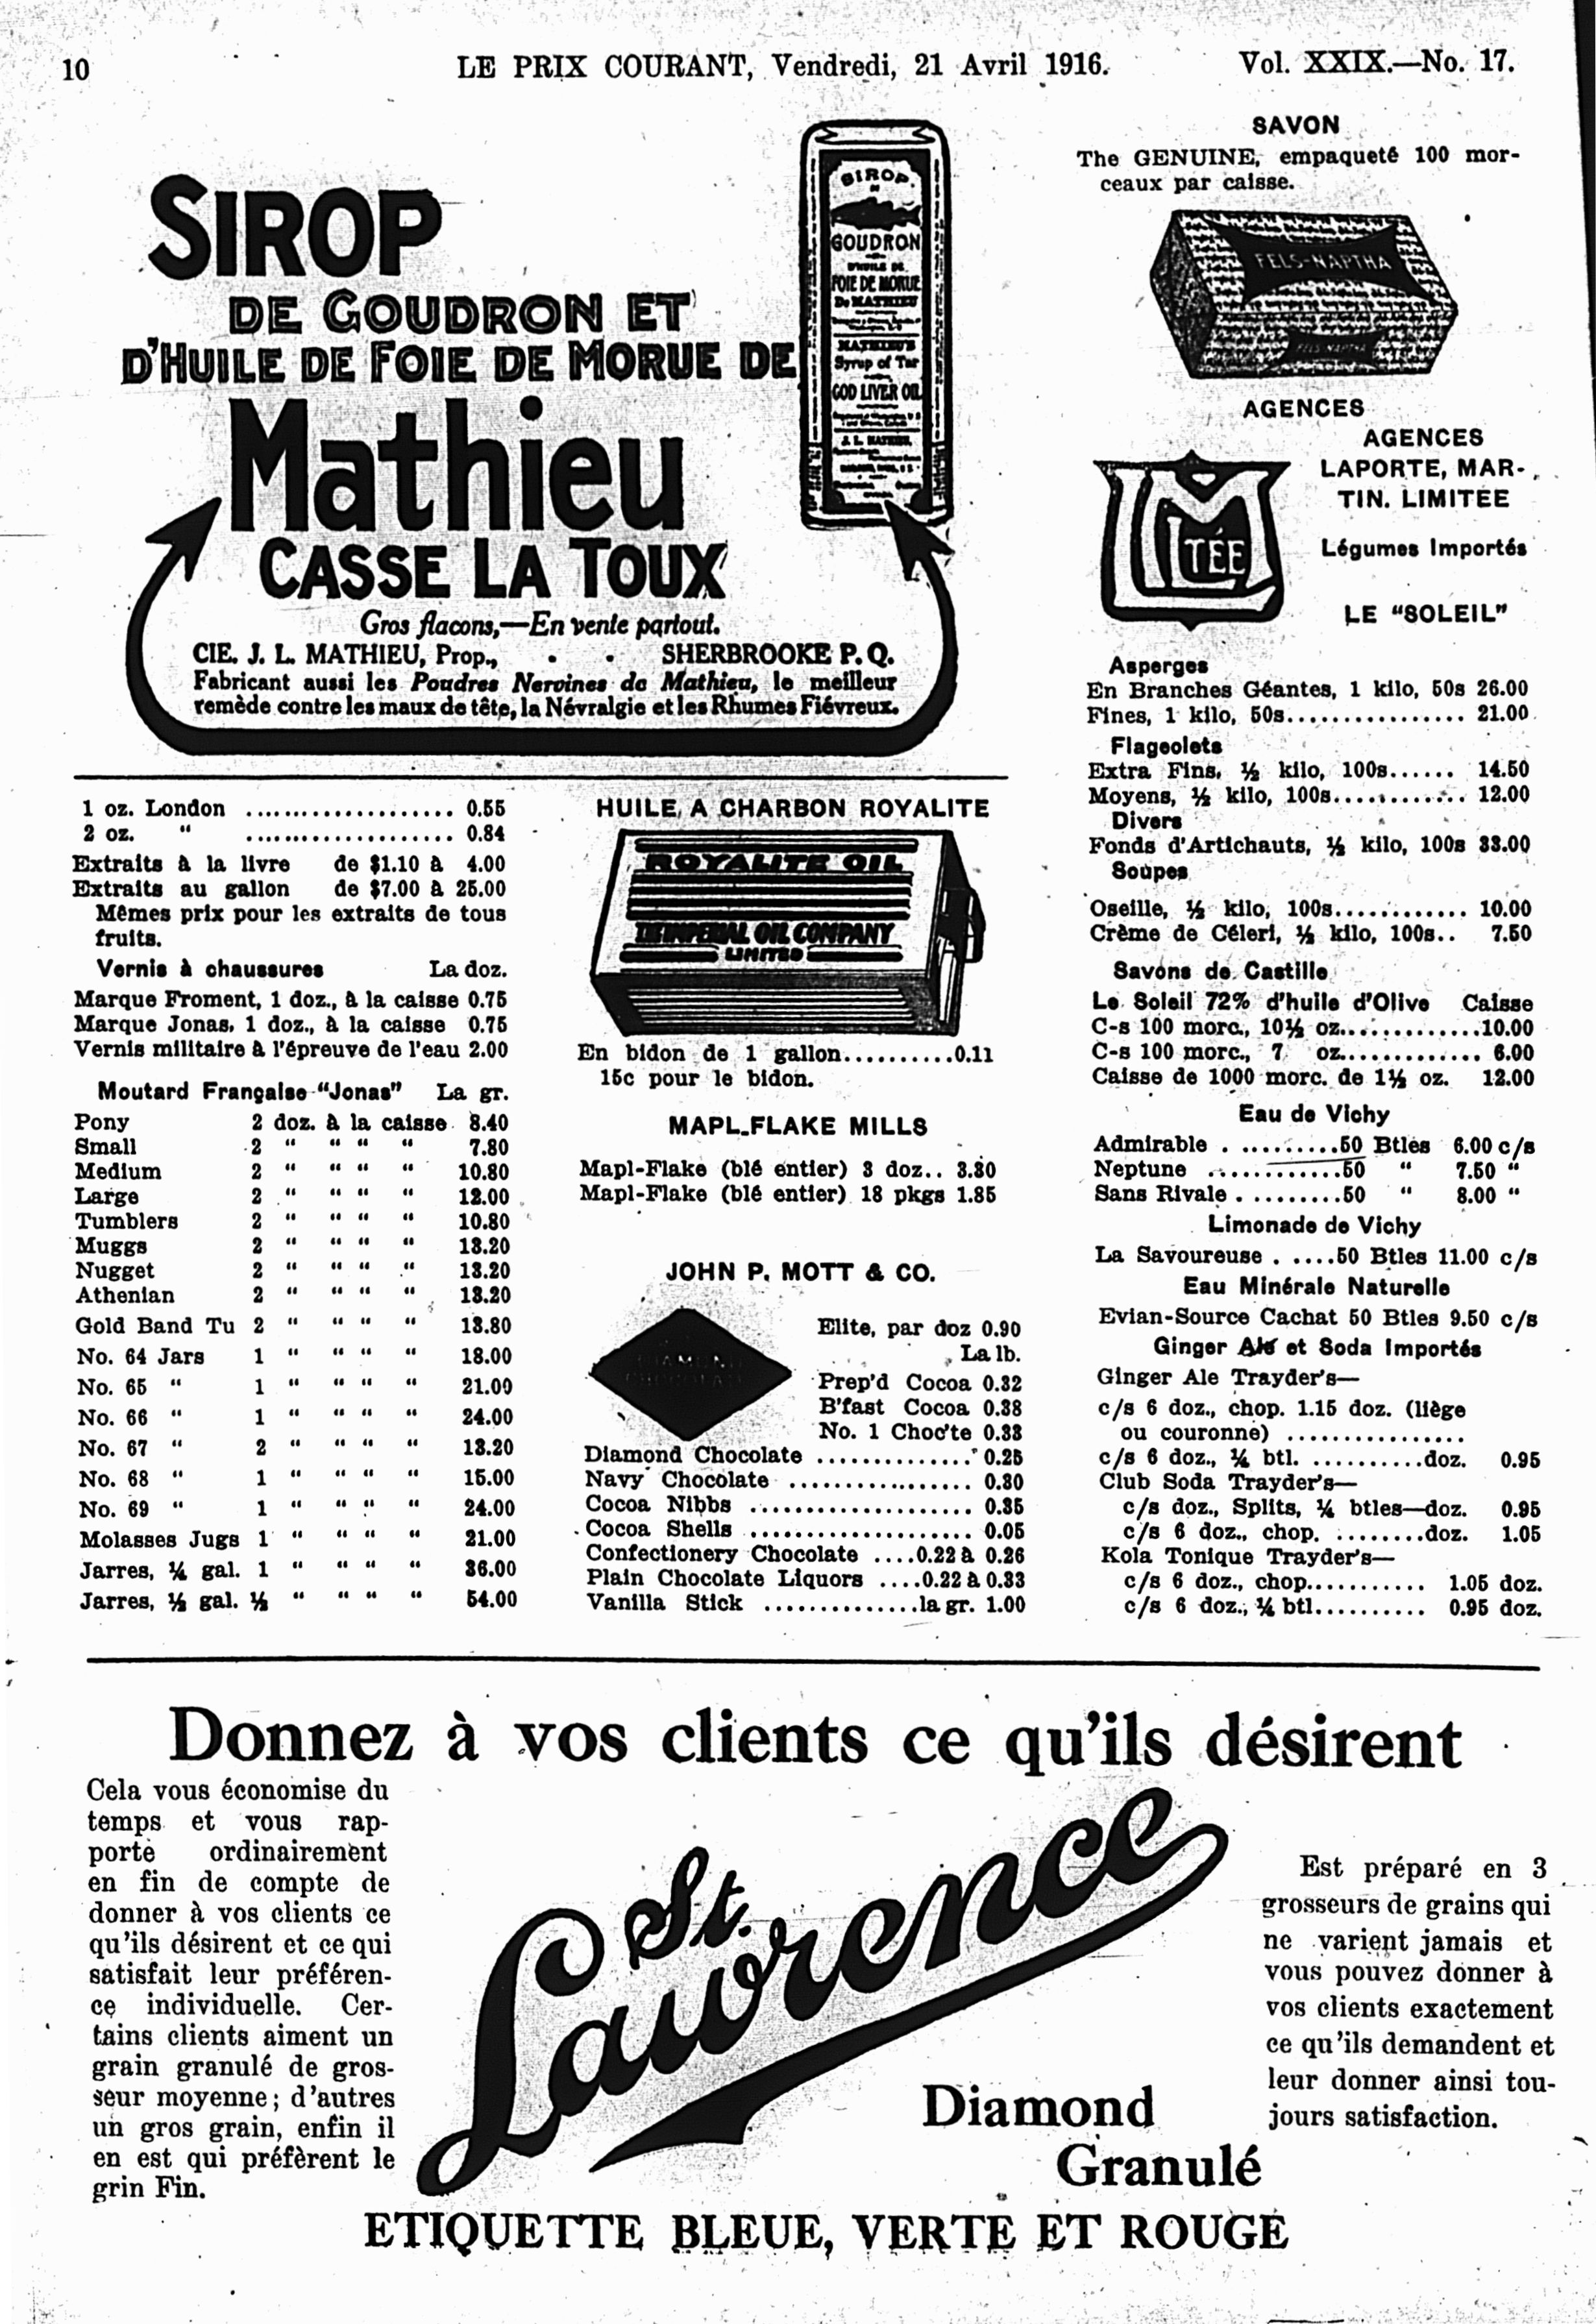 10
LE PRIX COURANT, Vendredi, 21 Avril 1916.
Vol. XXIX.—No. 17.
SIROP
DE GOUDRON ET
D'HUILE DE FOIE DE MORUE DE
Mathieu
CASSE LA TOUX
Gros flacons,—En vente partout.
CIE. J. L. MATHIEU, Prop., - - SHERBROOKE P. Q.
Fabricant aussi les Poudres Nervines de Mathieu, le meilleur
remède contre les maux de tête, la Névralgie et les Rhumes Fiévreux.
SIROP
GOUDRON
D'HUILE DE
FOIE DE MORUE
De MATHIEU
MATHIEU'S
Syrup of Tar
COD LIVER OIL
J. L. MATHIEU
1 oz. London .................. 0.55
2 oz. " .................. 0.84
Extraits à la livre de $1.10 à 4.00
Extraits au gallon de $7.00 à 25.00
Mêmes prix pour les extraits de tous
fruits.
Vernis à chaussures La doz.
Marque Froment, 1 doz., à la caisse 0.75
Marque Jonas, 1 doz., à la caisse 0.75
Vernis militaire à l'épreuve de l'eau 2.00
Moutard Française "Jonas" La gr.
Pony 2 doz. à la caisse 8.40
Small 2 " " " " 7.80
Medium 2 " " " " 10.80
Large 2 " " " " 12.00
Tumblers 2 " " " " 10.80
Muggs 2 " " " " 13.20
Nugget 2 " " " " 13.20
Athenian 2 " " " " 13.20
Gold Band Tu 2 " " " " 13.80
No. 64 Jars 1 " " " " 18.00
No. 65 " 1 " " " " 21.00
No. 66 " 1 " " " " 24.00
No. 67 " 2 " " " " 13.20
No. 68 " 1 " " " " 15.00
No. 69 " 1 " " " " 24.00
Molasses Jugs 1 " " " " 21.00
Jarres, ¼ gal. 1 " " " " 36.00
Jarres, ½ gal. ½ " " " " 54.00
HUILE A CHARBON ROYALITE
ROYALITE OIL
THE IMPERIAL OIL COMPANY
LIMITED
En bidon de 1 gallon..........0.11
15c pour le bidon.
MAPL-FLAKE MILLS
Mapl-Flake (blé entier) 3 doz.. 3.30
Mapl-Flake (blé entier) 18 pkgs 1.85
JOHN P. MOTT & CO.
DIAMOND
CHOCOLATE
Elite, par doz 0.90
La lb.
Prep'd Cocoa 0.32
B'fast Cocoa 0.38
No. 1 Choc'te 0.33
Diamond Chocolate .............. 0.25
Navy Chocolate ................. 0.30
Cocoa Nibbs .................... 0.35
Cocoa Shells .................... 0.05
Confectionery Chocolate ....0.22 à 0.26
Plain Chocolate Liquors ....0.22 à 0.33
Vanilla Stick ..............la gr. 1.00
SAVON
The GENUINE, empaqueté 100 mor-
ceaux par caisse.
FELS-NAPTHA
FELS-NAPTHA
AGENCES
AGENCES
LAPORTE, MAR-
TIN. LIMITEE
LM
TÉE
Légumes Importés
LE "SOLEIL"
Asperges
En Branches Géantes, 1 kilo, 50s 26.00
Fines, 1 kilo, 50s................ 21.00
Flageolets
Extra Fins, ½ kilo, 100s...... 14.50
Moyens, ½ kilo, 100s............ 12.00
Divers
Fonds d'Artichauts, ½ kilo, 100s 33.00
Soupes
Oseille, ½ kilo, 100s............ 10.00
Crème de Céleri, ½ kilo, 100s.. 7.50
Savons de Castille
Le Soleil 72% d'huile d'Olive Caisse
C-s 100 morc., 10½ oz.............10.00
C-s 100 morc., 7 oz............. 6.00
Caisse de 1000 morc. de 1½ oz. 12.00
Eau de Vichy
Admirable . .........50 Btles 6.00 c/s
Neptune ............50 " 7.50 "
Sans Rivale . ........50 " 8.00 "
Limonade de Vichy
La Savoureuse . ....50 Btles 11.00 c/s
Eau Minérale Naturelle
Evian-Source Cachat 50 Btles 9.50 c/s
Ginger Ale et Soda Importés
Ginger Ale Trayder's—
c/s 6 doz., chop. 1.15 doz. (liège
ou couronne) ................
c/s 6 doz., ¼ btl. ..........doz. 0.95
Club Soda Trayder's—
c/s doz., Splits, ¼ btles—doz. 0.95
c/s 6 doz., chop. ........doz. 1.05
Kola Tonique Trayder's—
c/s 6 doz., chop........... 1.05 doz.
c/s 6 doz., ¼ btl.......... 0.95 doz.
Donnez à vos clients ce qu'ils désirent
Cela vous économise du
temps et vous rap-
porte ordinairement
en fin de compte de
donner à vos clients ce
qu'ils désirent et ce qui
satisfait leur préféren-
ce individuelle. Cer-
tains clients aiment un
grain granulé de gros-
seur moyenne; d'autres
un gros grain, enfin il
en est qui préfèrent le
grin Fin.
St.
Lawrence
Diamond
Granulé
Est préparé en 3
grosseurs de grains qui
ne varient jamais et
vous pouvez donner à
vos clients exactement
ce qu'ils demandent et
leur donner ainsi tou-
jours satisfaction.
ETIQUETTE BLEUE, VERTE ET ROUGE